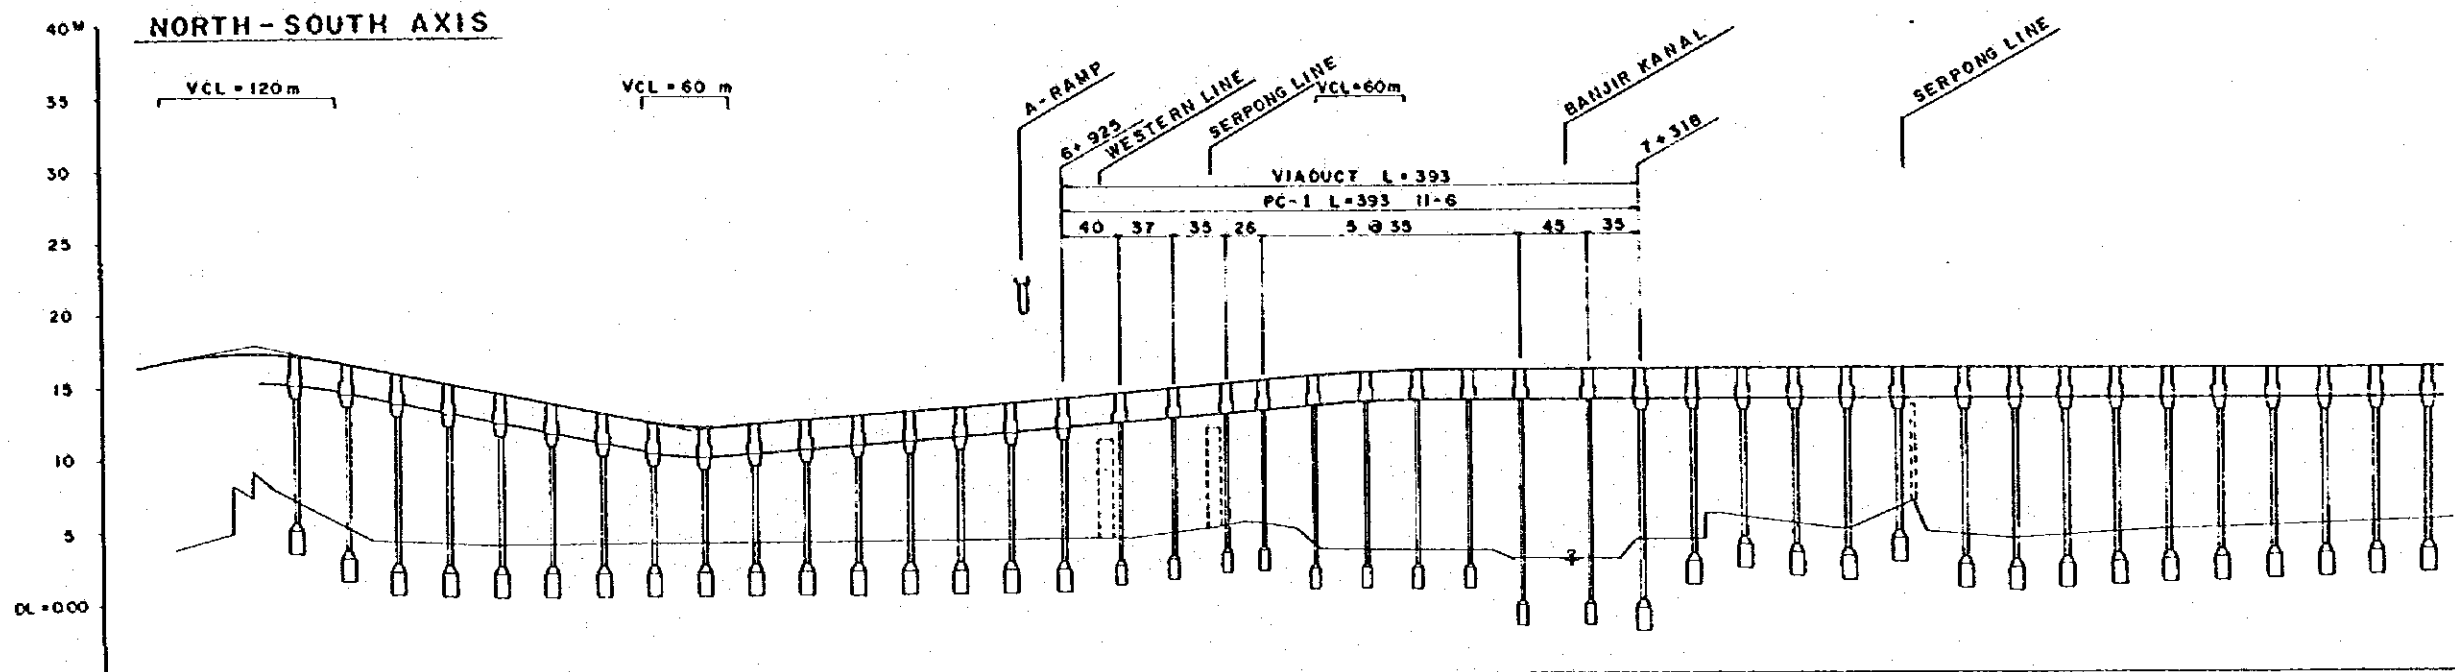 NORTH-SOUTH AXIS
40M
35
30
25
20
15
10
5
DL=0.00
VCL=120m
VCL=60m
A-RAMP
6+925
WESTERN LINE
SERPONG LINE
VCL=60m
BANJIR KANAL
7+318
SERPONG LINE
VIADUCT L=393
PC-1 L=393 11-6
40 37 35 26 5@35 45 35